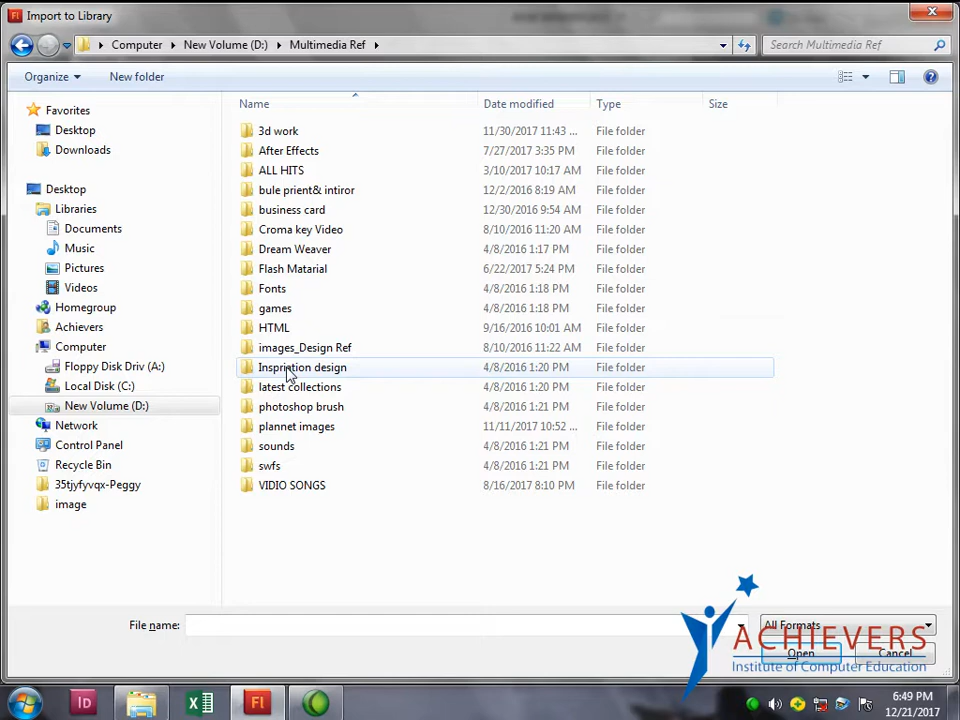 Import to Library
Computer New Volume (D:) Multimedia Ref Search Multimedia Ref
Organize New folder
Name Date modified Type Size
Favorites
Desktop
Downloads
Desktop
Libraries
Documents
Music
Pictures
Videos
Homegroup
Achievers
Computer
Floppy Disk Driv (A:)
Local Disk (C:)
New Volume (D:)
Network
Control Panel
Recycle Bin
35tjyfyvqx-Peggy
image
3d work 11/30/2017 11:43 ... File folder
After Effects 7/27/2017 3:35 PM File folder
ALL HITS 3/10/2017 10:17 AM File folder
bule prient& intiror 12/2/2016 8:19 AM File folder
business card 12/30/2016 9:54 AM File folder
Croma key Video 8/10/2016 11:20 AM File folder
Dream Weaver 4/8/2016 1:17 PM File folder
Flash Matarial 6/22/2017 5:24 PM File folder
Fonts 4/8/2016 1:18 PM File folder
games 4/8/2016 1:18 PM File folder
HTML 9/16/2016 10:01 AM File folder
images_Design Ref 8/10/2016 11:22 AM File folder
Inspriation design 4/8/2016 1:20 PM File folder
latest collections 4/8/2016 1:20 PM File folder
photoshop brush 4/8/2016 1:21 PM File folder
plannet images 11/11/2017 10:52 ... File folder
sounds 4/8/2016 1:21 PM File folder
swfs 4/8/2016 1:21 PM File folder
VIDIO SONGS 8/16/2017 8:10 PM File folder
File name: All Formats
Open Cancel
ACHIEVERS
Institute of Computer Education
Fl
Id
6:49 PM
12/21/2017